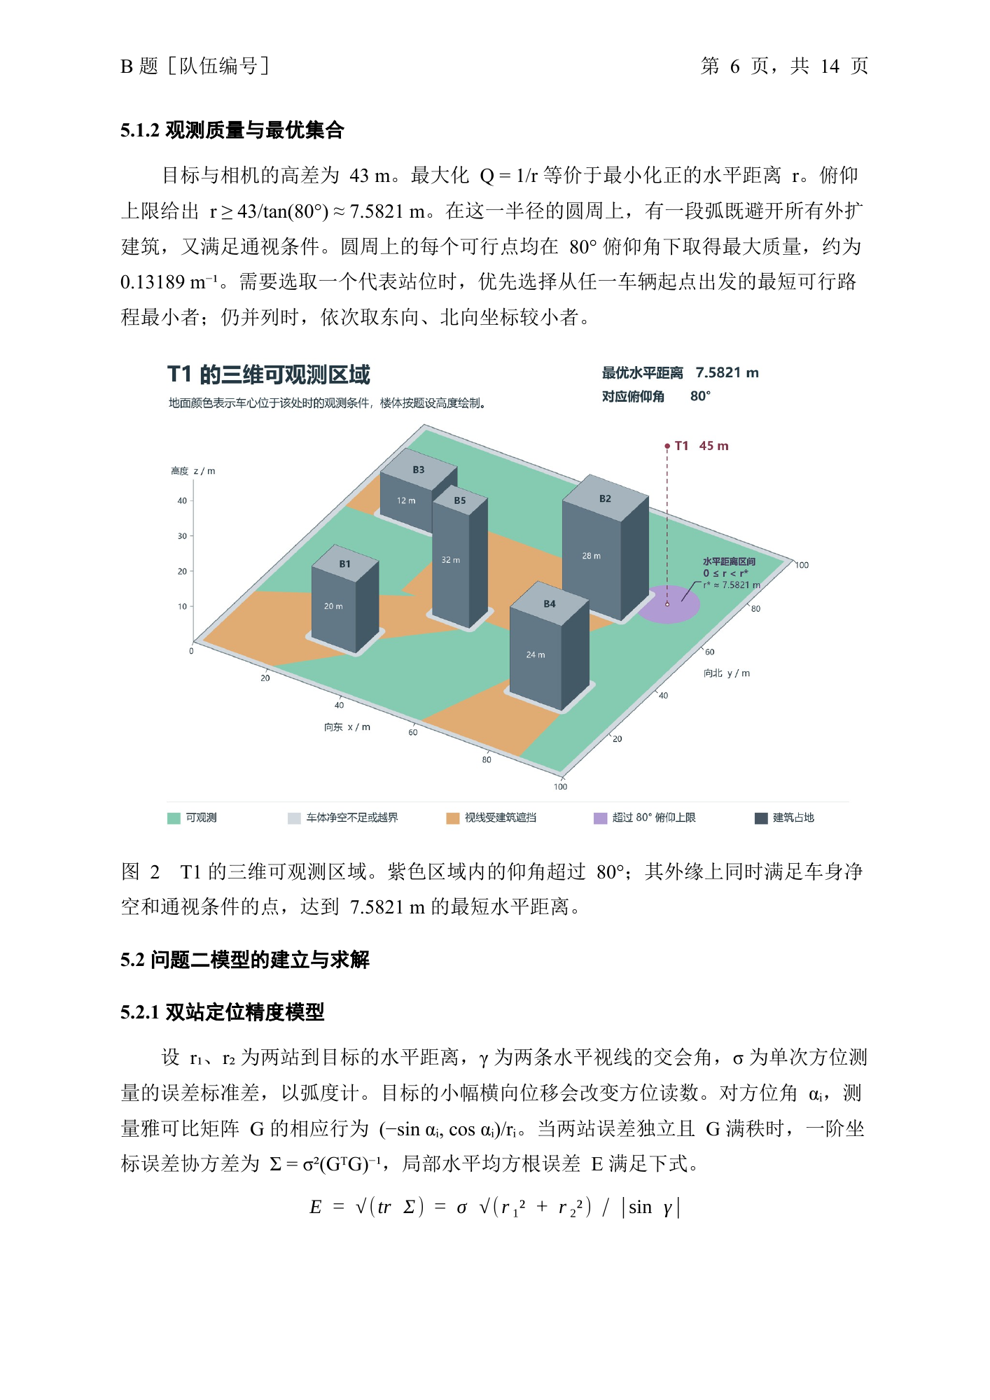 B 题［队伍编号］ 第 6 页，共 14 页
5.1.2 观测质量与最优集合
目标与相机的高差为 43 m。最大化 Q = 1/r 等价于最小化正的水平距离 r。俯仰
上限给出 r ≥ 43/tan(80°) ≈ 7.5821 m。在这一半径的圆周上，有一段弧既避开所有外扩
建筑，又满足通视条件。圆周上的每个可行点均在 80° 俯仰角下取得最大质量，约为
0.13189 m⁻¹。需要选取一个代表站位时，优先选择从任一车辆起点出发的最短可行路
程最小者；仍并列时，依次取东向、北向坐标较小者。
T1 的三维可观测区域
地面颜色表示车心位于该处时的观测条件，楼体按题设高度绘制。
最优水平距离 7.5821 m
对应俯仰角 80°
T1 45 m
高度 z / m
40
30
20
10
0
B3
12 m
B5
32 m
B2
28 m
B1
20 m
B4
24 m
水平距离区间
0 ≤ r < r*
r* = 7.5821 m
100
80
60
40
20
向北 y / m
20
40
60
80
100
向东 x / m
可观测 车体净空不足或越界 视线受建筑遮挡 超过 80° 俯仰上限 建筑占地
图 2 T1 的三维可观测区域。紫色区域内的仰角超过 80°；其外缘上同时满足车身净
空和通视条件的点，达到 7.5821 m 的最短水平距离。
5.2 问题二模型的建立与求解
5.2.1 双站定位精度模型
设 r₁、r₂ 为两站到目标的水平距离，γ 为两条水平视线的交会角，σ 为单次方位测
量的误差标准差，以弧度计。目标的小幅横向位移会改变方位读数。对方位角 αᵢ，测
量雅可比矩阵 G 的相应行为 (−sin αᵢ, cos αᵢ)/rᵢ。当两站误差独立且 G 满秩时，一阶坐
标误差协方差为 Σ = σ²(GᵀG)⁻¹，局部水平均方根误差 E 满足下式。
E = √(tr Σ) = σ √(r₁² + r₂²) / |sin γ|